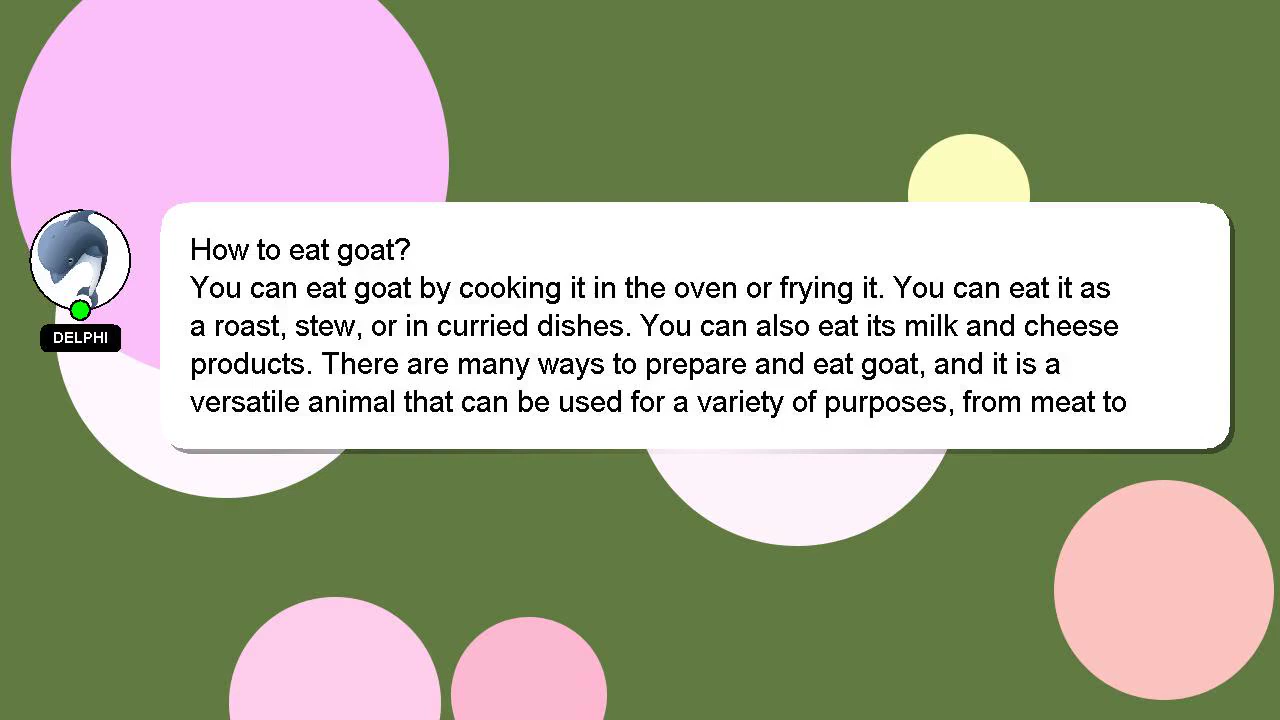 How to eat goat?
You can eat goat by cooking it in the oven or frying it. You can eat it as
a roast, stew, or in curried dishes. You can also eat its milk and cheese
products. There are many ways to prepare and eat goat, and it is a
versatile animal that can be used for a variety of purposes, from meat to
DELPHI